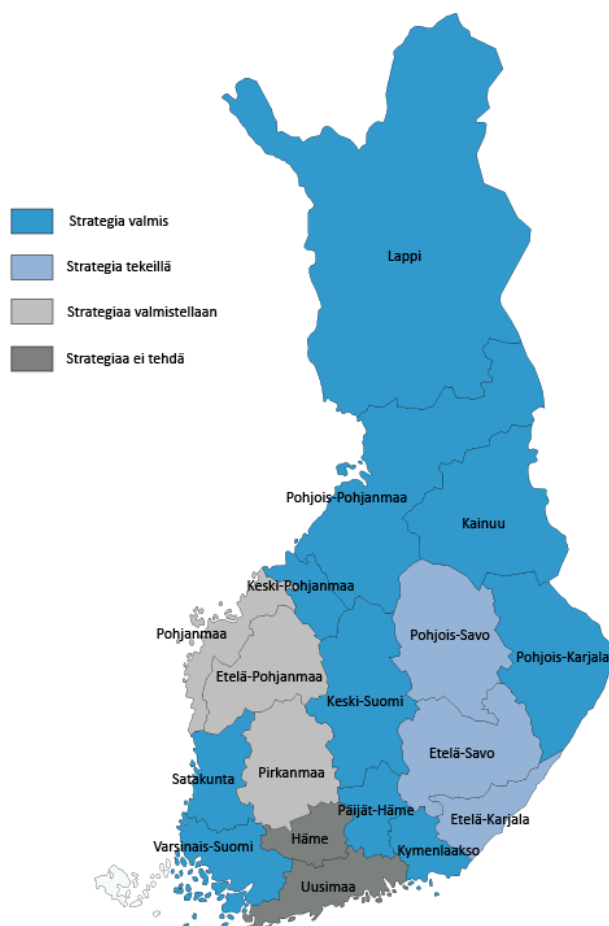 Strategia valmis
Strategia tekeillä
Strategiaa valmistellaan
Strategiaa ei tehdä
Lappi
Pohjois-Pohjanmaa
Kainuu
Keski-Pohjanmaa
Pohjanmaa
Pohjois-Savo
Pohjois-Karjala
Etelä-Pohjanmaa
Keski-Suomi
Etelä-Savo
Satakunta
Pirkanmaa
Päijät-Häme
Etelä-Karjala
Häme
Varsinais-Suomi
Kymenlaakso
Uusimaa